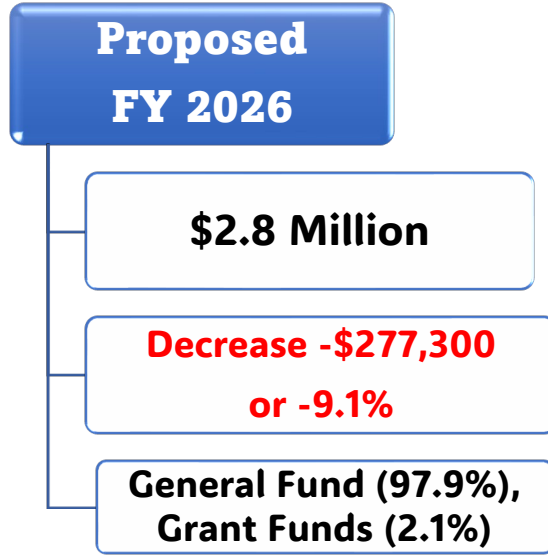 Proposed
FY 2026
$2.8 Million
Decrease -$277,300
or -9.1%
General Fund (97.9%),
Grant Funds (2.1%)